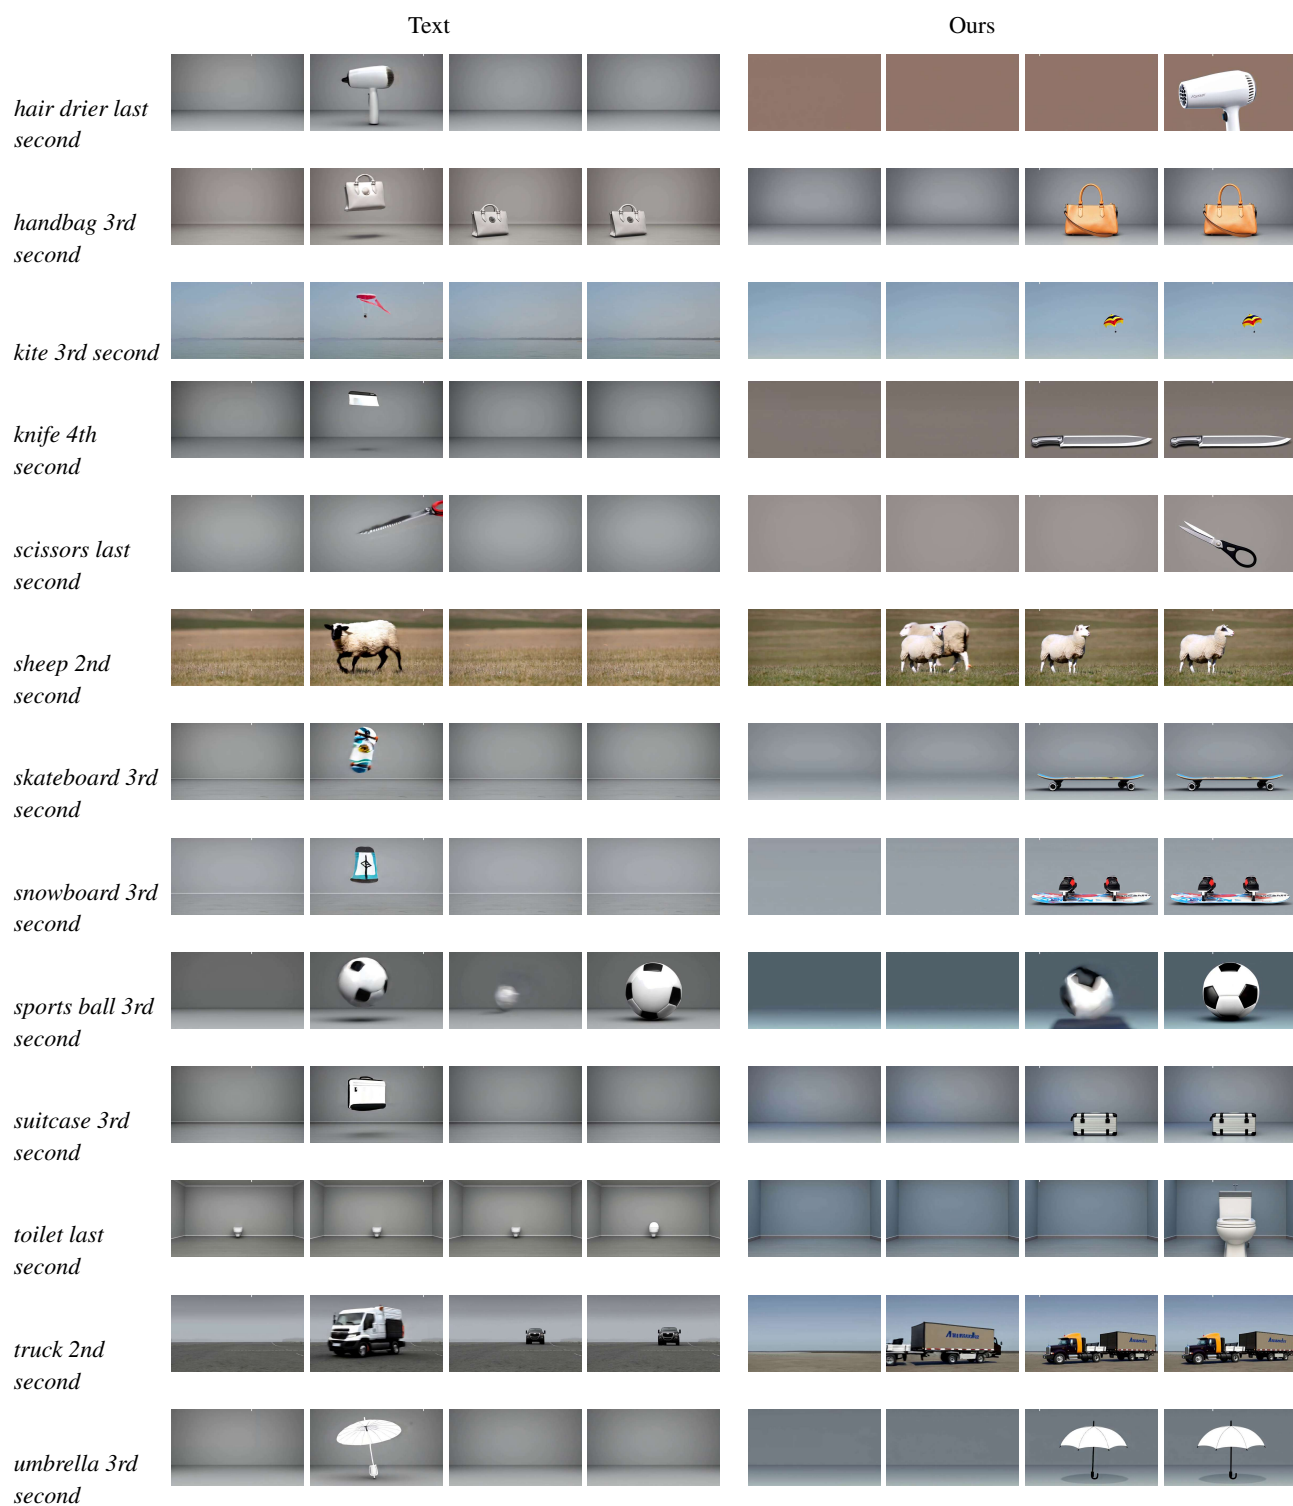 Text
Ours
hair drier last
second
handbag 3rd
second
kite 3rd second
knife 4th
second
scissors last
second
sheep 2nd
second
skateboard 3rd
second
snowboard 3rd
second
sports ball 3rd
second
suitcase 3rd
second
toilet last
second
truck 2nd
second
umbrella 3rd
second